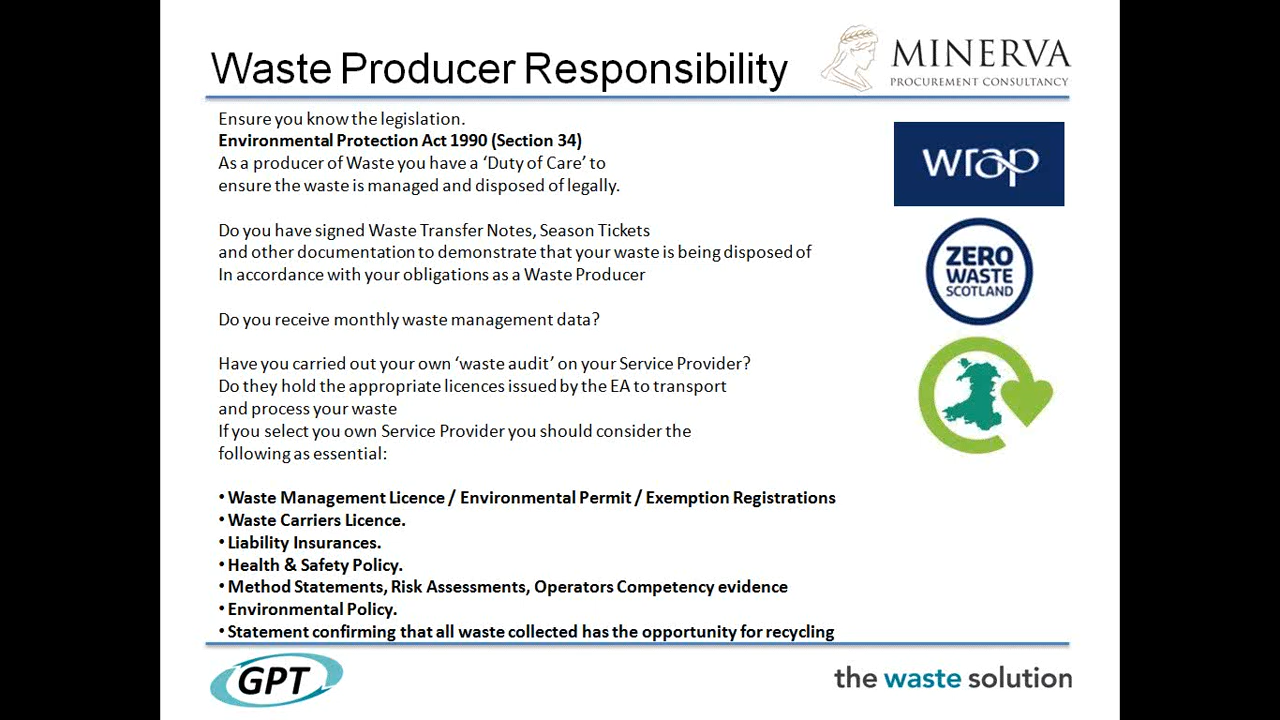 Waste Producer Responsibility
MINERVA
PROCUREMENT CONSULTANCY
Ensure you know the legislation.
Environmental Protection Act 1990 (Section 34)
As a producer of Waste you have a ‘Duty of Care’ to
ensure the waste is managed and disposed of legally.
Do you have signed Waste Transfer Notes, Season Tickets
and other documentation to demonstrate that your waste is being disposed of
In accordance with your obligations as a Waste Producer
Do you receive monthly waste management data?
Have you carried out your own ‘waste audit’ on your Service Provider?
Do they hold the appropriate licences issued by the EA to transport
and process your waste
If you select you own Service Provider you should consider the
following as essential:
• Waste Management Licence / Environmental Permit / Exemption Registrations
• Waste Carriers Licence.
• Liability Insurances.
• Health & Safety Policy.
• Method Statements, Risk Assessments, Operators Competency evidence
• Environmental Policy.
• Statement confirming that all waste collected has the opportunity for recycling
wrap
ZERO
WASTE
SCOTLAND
GPT
the waste solution